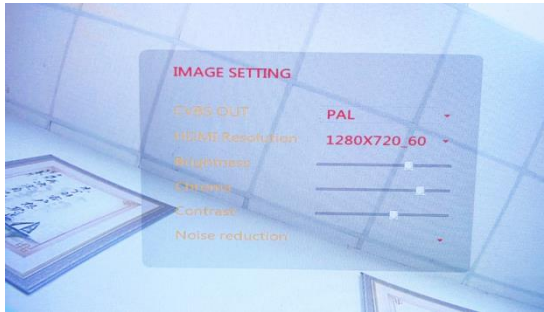 IMAGE SETTING
CVBS OUT PAL
HDMI Resolution 1280X720_60
Brightness
Chroma
Contrast
Noise reduction